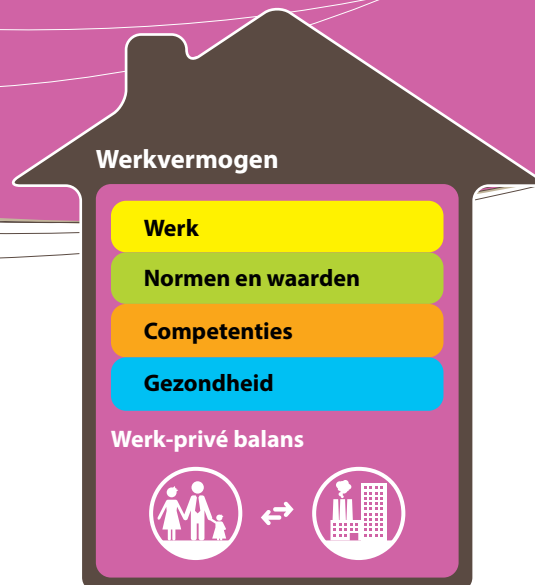 Werkvermogen
Werk
Normen en waarden
Competenties
Gezondheid
Werk-privé balans